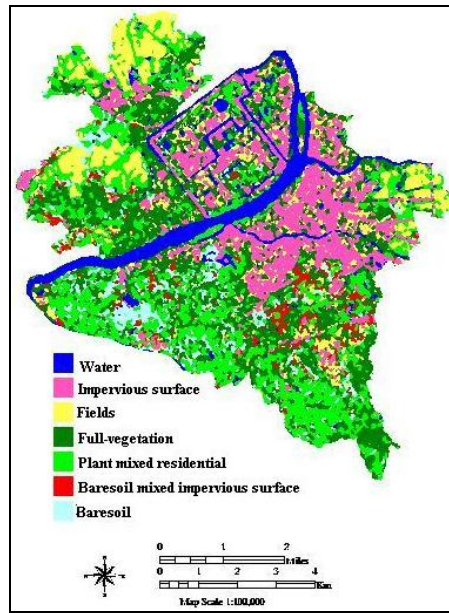 Water
Impervious surface
Fields
Full-vegetation
Plant mixed residential
Baresoil mixed impervious surface
Baresoil
0 1 2
Miles
0 1 2 3 4
Km
Map Scale 1:100,000